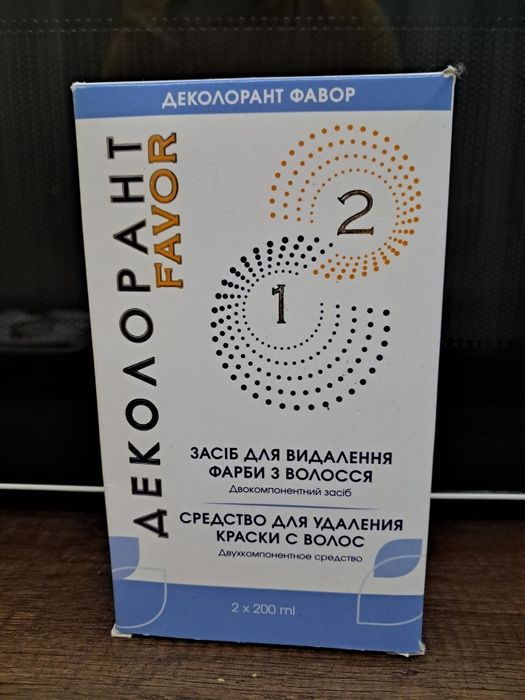 ДЕКОЛОРАНТ ФАВОР
ДЕКОЛОРАНТ
FAVOR
2
1
ЗАСІБ ДЛЯ ВИДАЛЕННЯ
ФАРБИ З ВОЛОССЯ
Двокомпонентний засіб
СРЕДСТВО ДЛЯ УДАЛЕНИЯ
КРАСКИ С ВОЛОС
Двухкомпонентное средство
2 x 200 ml